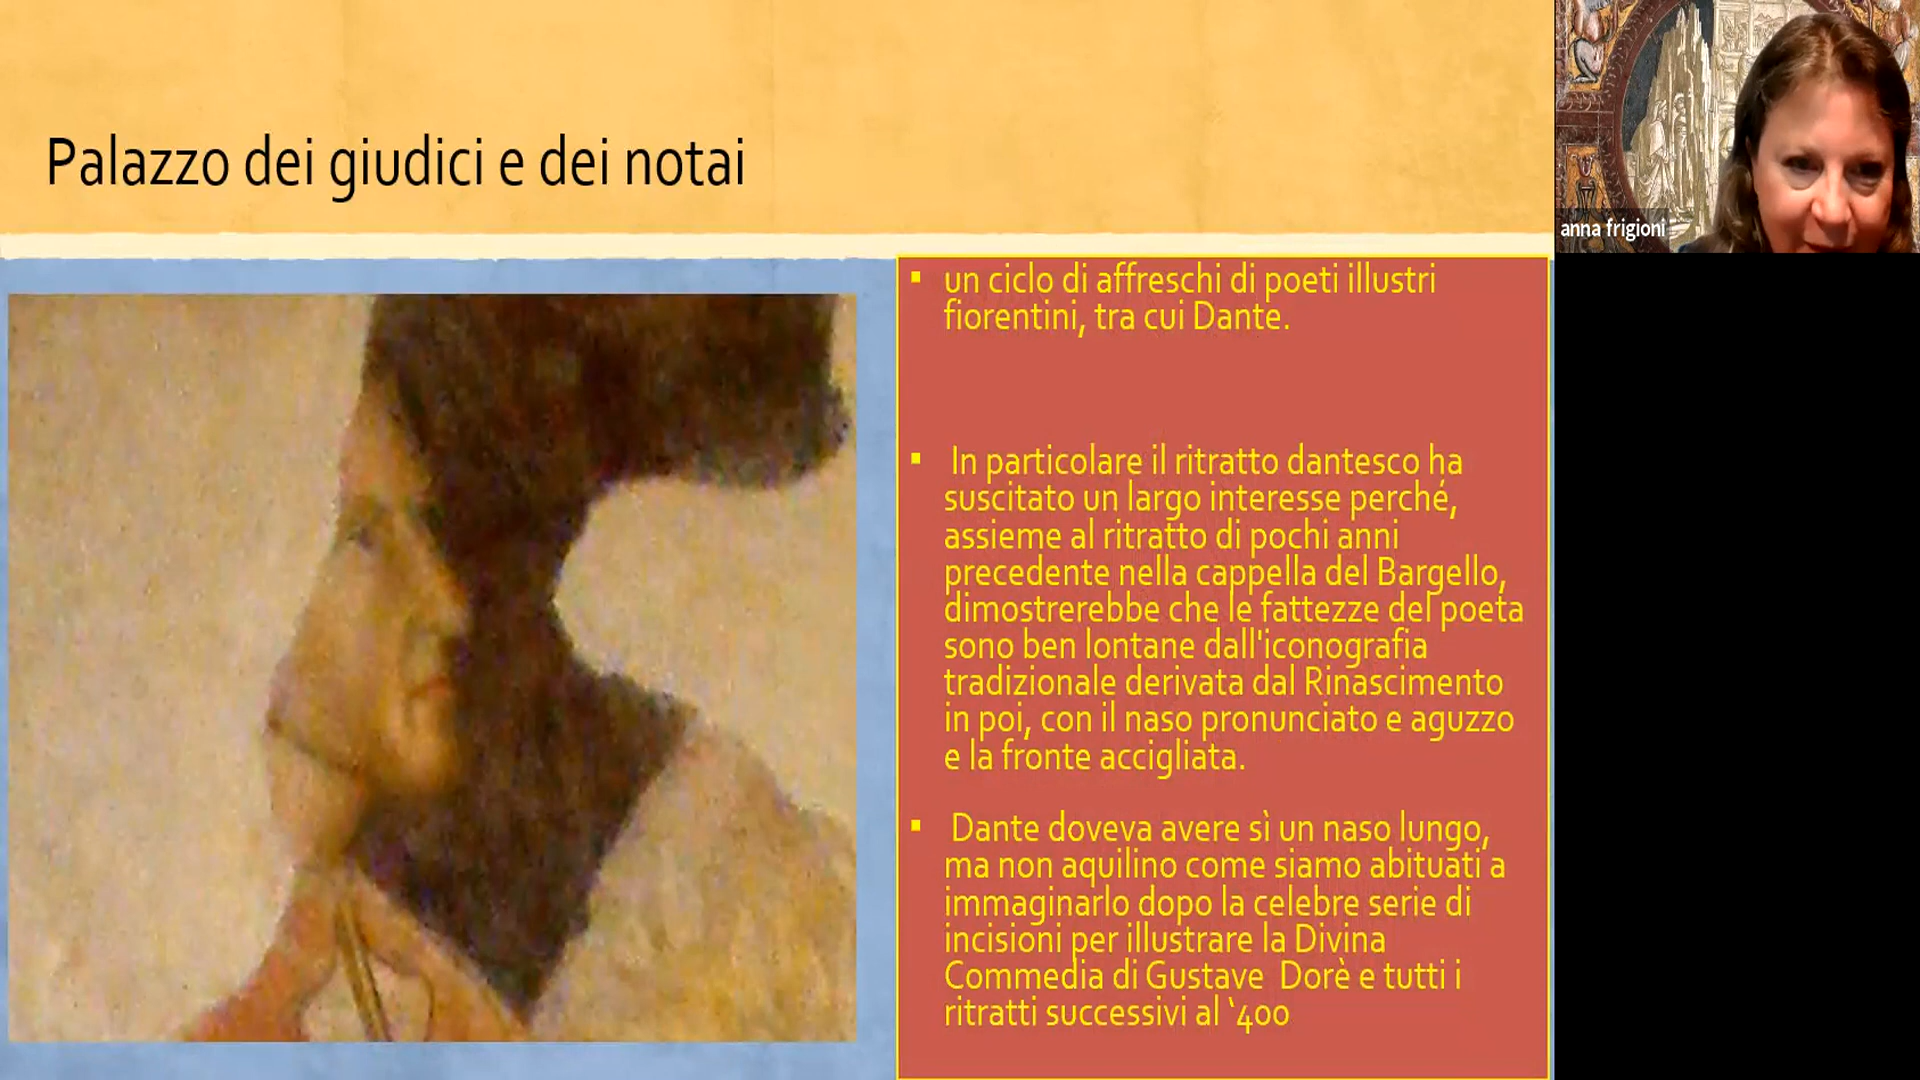 Palazzo dei giudici e dei notai
anna frigioni
▪ un ciclo di affreschi di poeti illustri
fiorentini, tra cui Dante.
▪ In particolare il ritratto dantesco ha
suscitato un largo interesse perché,
assieme al ritratto di pochi anni
precedente nella cappella del Bargello,
dimostrerebbe che le fattezze del poeta
sono ben lontane dall'iconografia
tradizionale derivata dal Rinascimento
in poi, con il naso pronunciato e aguzzo
e la fronte accigliata.
▪ Dante doveva avere sì un naso lungo,
ma non aquilino come siamo abituati a
immaginarlo dopo la celebre serie di
incisioni per illustrare la Divina
Commedia di Gustave Dorè e tutti i
ritratti successivi al ‘400